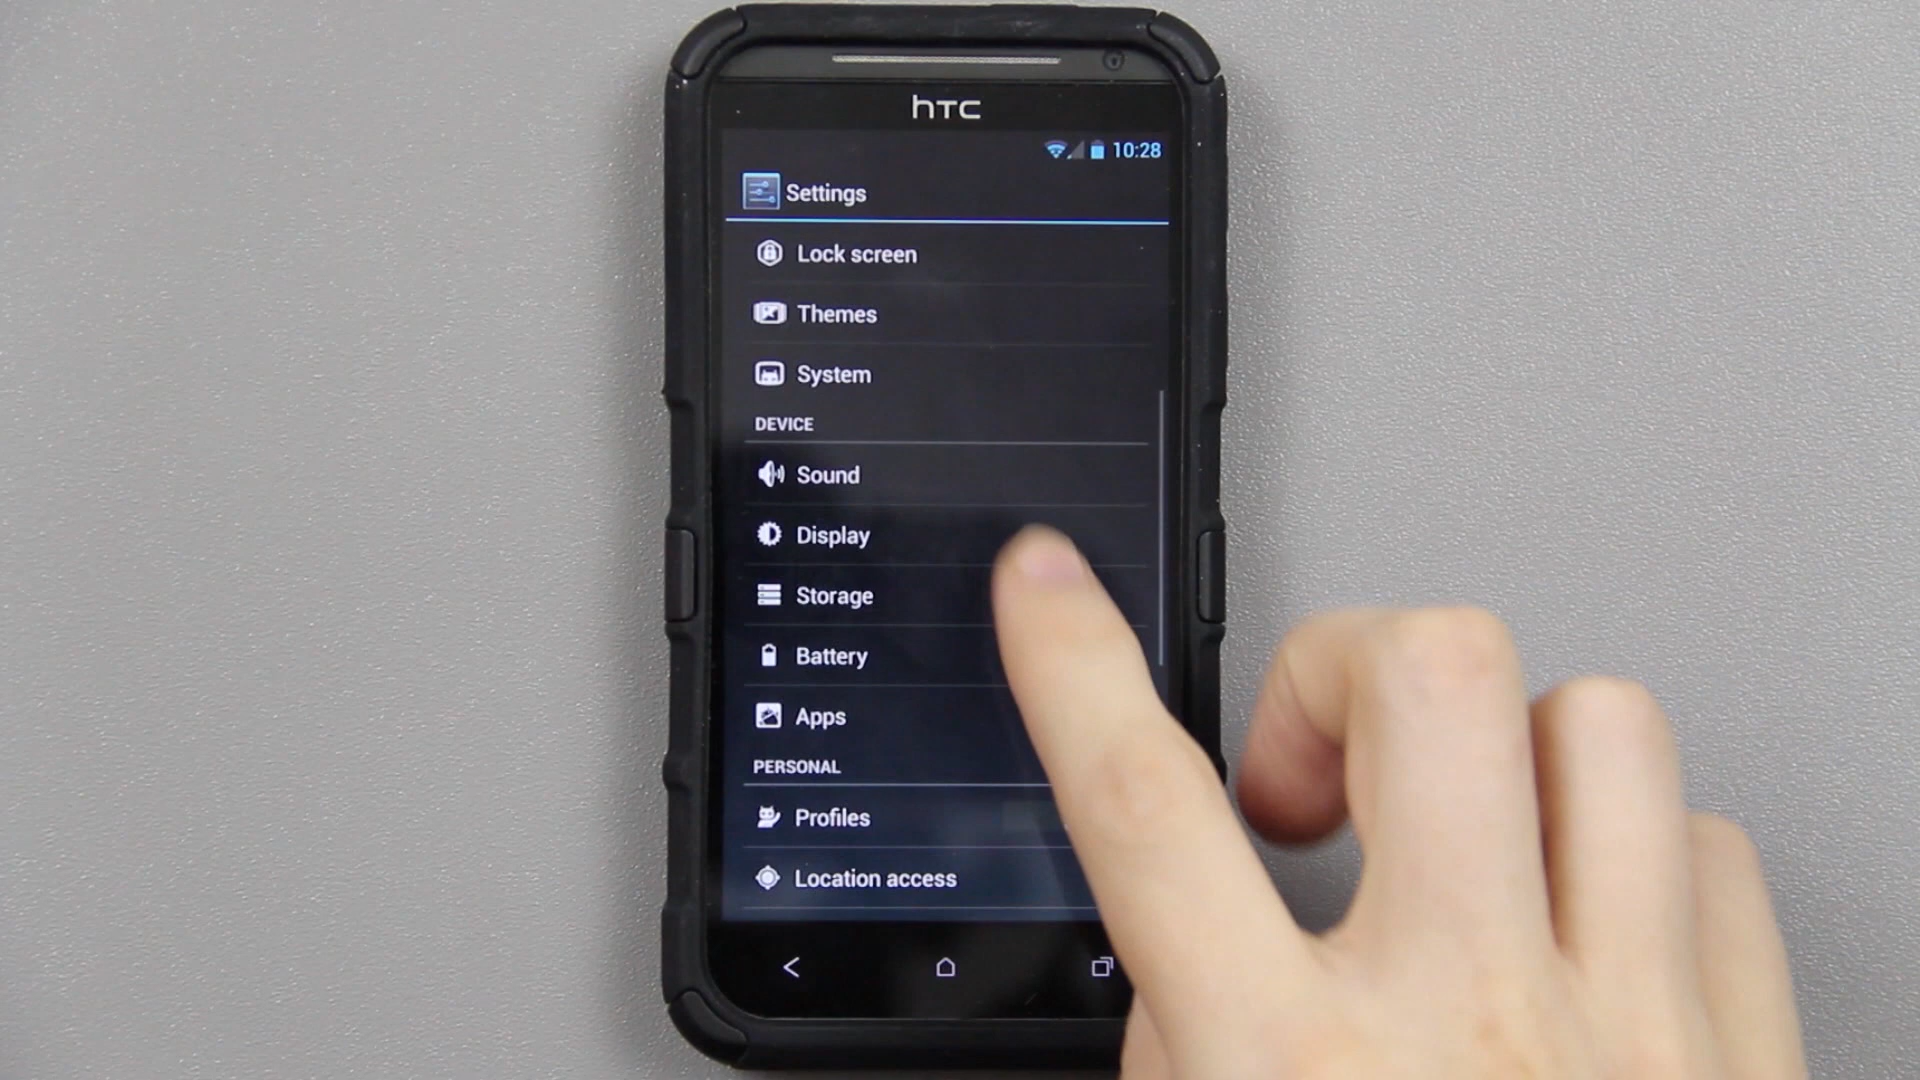 hTC
10:28
Settings
Lock screen
Themes
System
DEVICE
Sound
Display
Storage
Battery
Apps
PERSONAL
Profiles
Location access